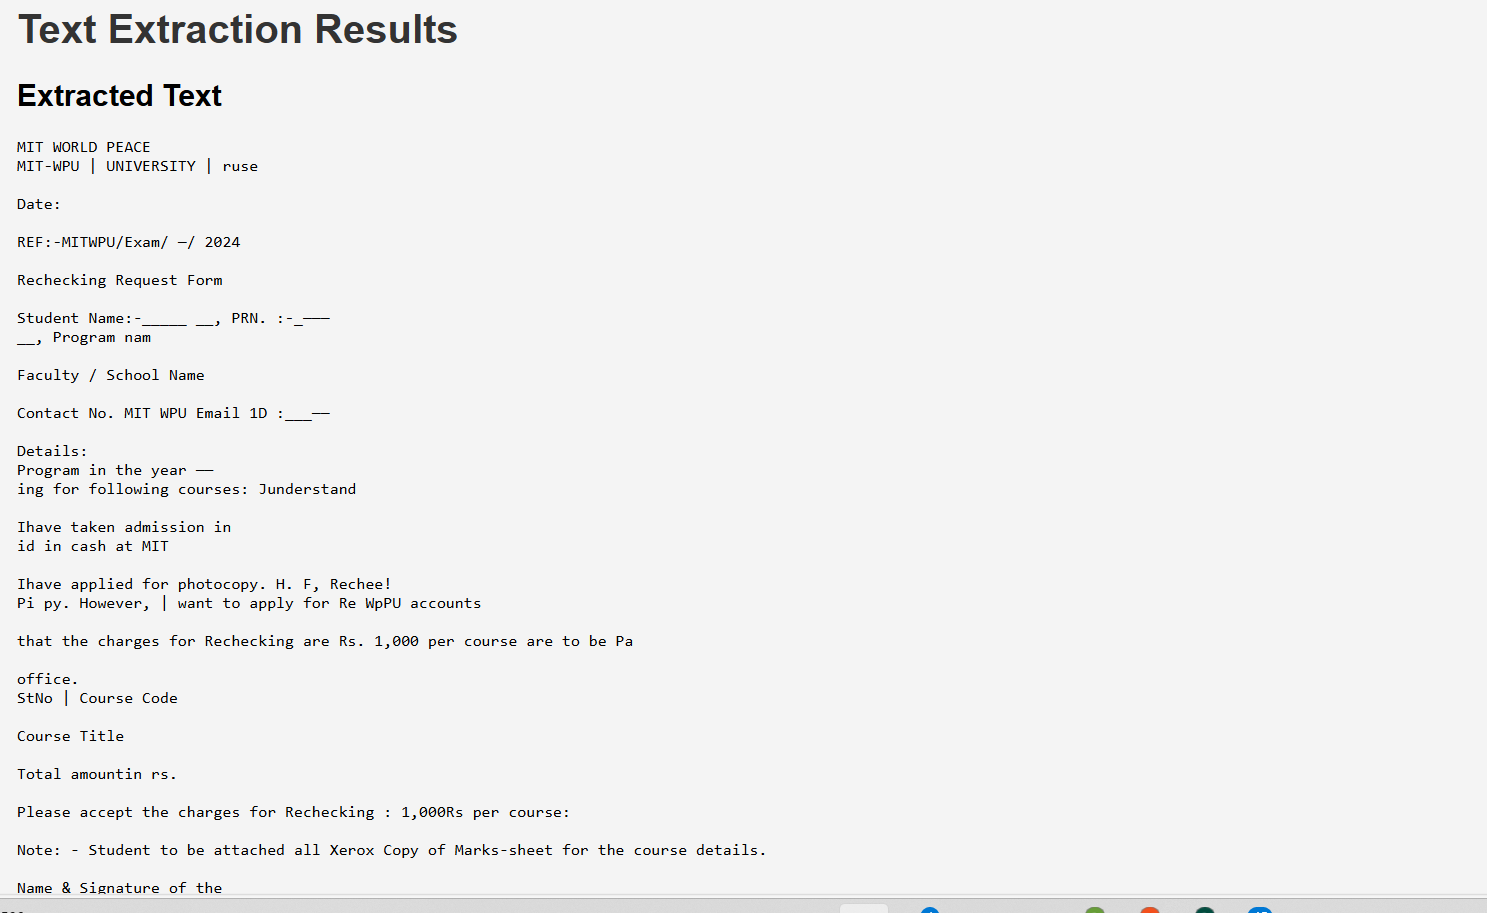 Text Extraction Results
Extracted Text
MIT WORLD PEACE
MIT-WPU | UNIVERSITY | ruse
Date:
REF:-MITWPU/Exam/ —/ 2024
Rechecking Request Form
Student Name:-_____ __, PRN. :-_———
__, Program nam
Faculty / School Name
Contact No. MIT WPU Email 1D :___——
Details:
Program in the year ——
ing for following courses: Junderstand
Ihave taken admission in
id in cash at MIT
Ihave applied for photocopy. H. F, Rechee!
Pi py. However, | want to apply for Re WpPU accounts
that the charges for Rechecking are Rs. 1,000 per course are to be Pa
office.
StNo | Course Code
Course Title
Total amountin rs.
Please accept the charges for Rechecking : 1,000Rs per course:
Note: - Student to be attached all Xerox Copy of Marks-sheet for the course details.
Name & Signature of the